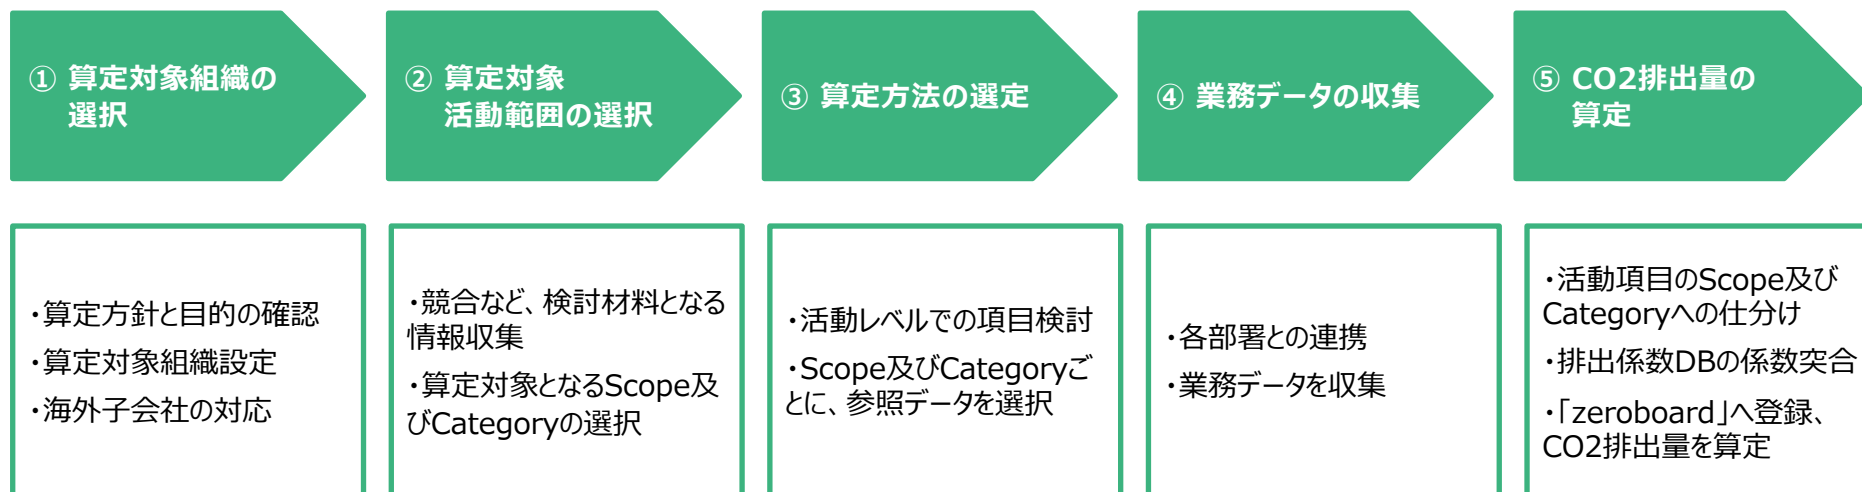 ① 算定対象組織の
選択
② 算定対象
活動範囲の選択
③ 算定方法の選定
④ 業務データの収集
⑤ CO2排出量の
算定
・算定方針と目的の確認
・算定対象組織設定
・海外子会社の対応
・競合など、検討材料となる
情報収集
・算定対象となるScope及
びCategoryの選択
・活動レベルでの項目検討
・Scope及びCategoryご
とに、参照データを選択
・各部署との連携
・業務データを収集
・活動項目のScope及び
Categoryへの仕分け
・排出係数DBの係数突合
・「zeroboard」へ登録、
CO2排出量を算定